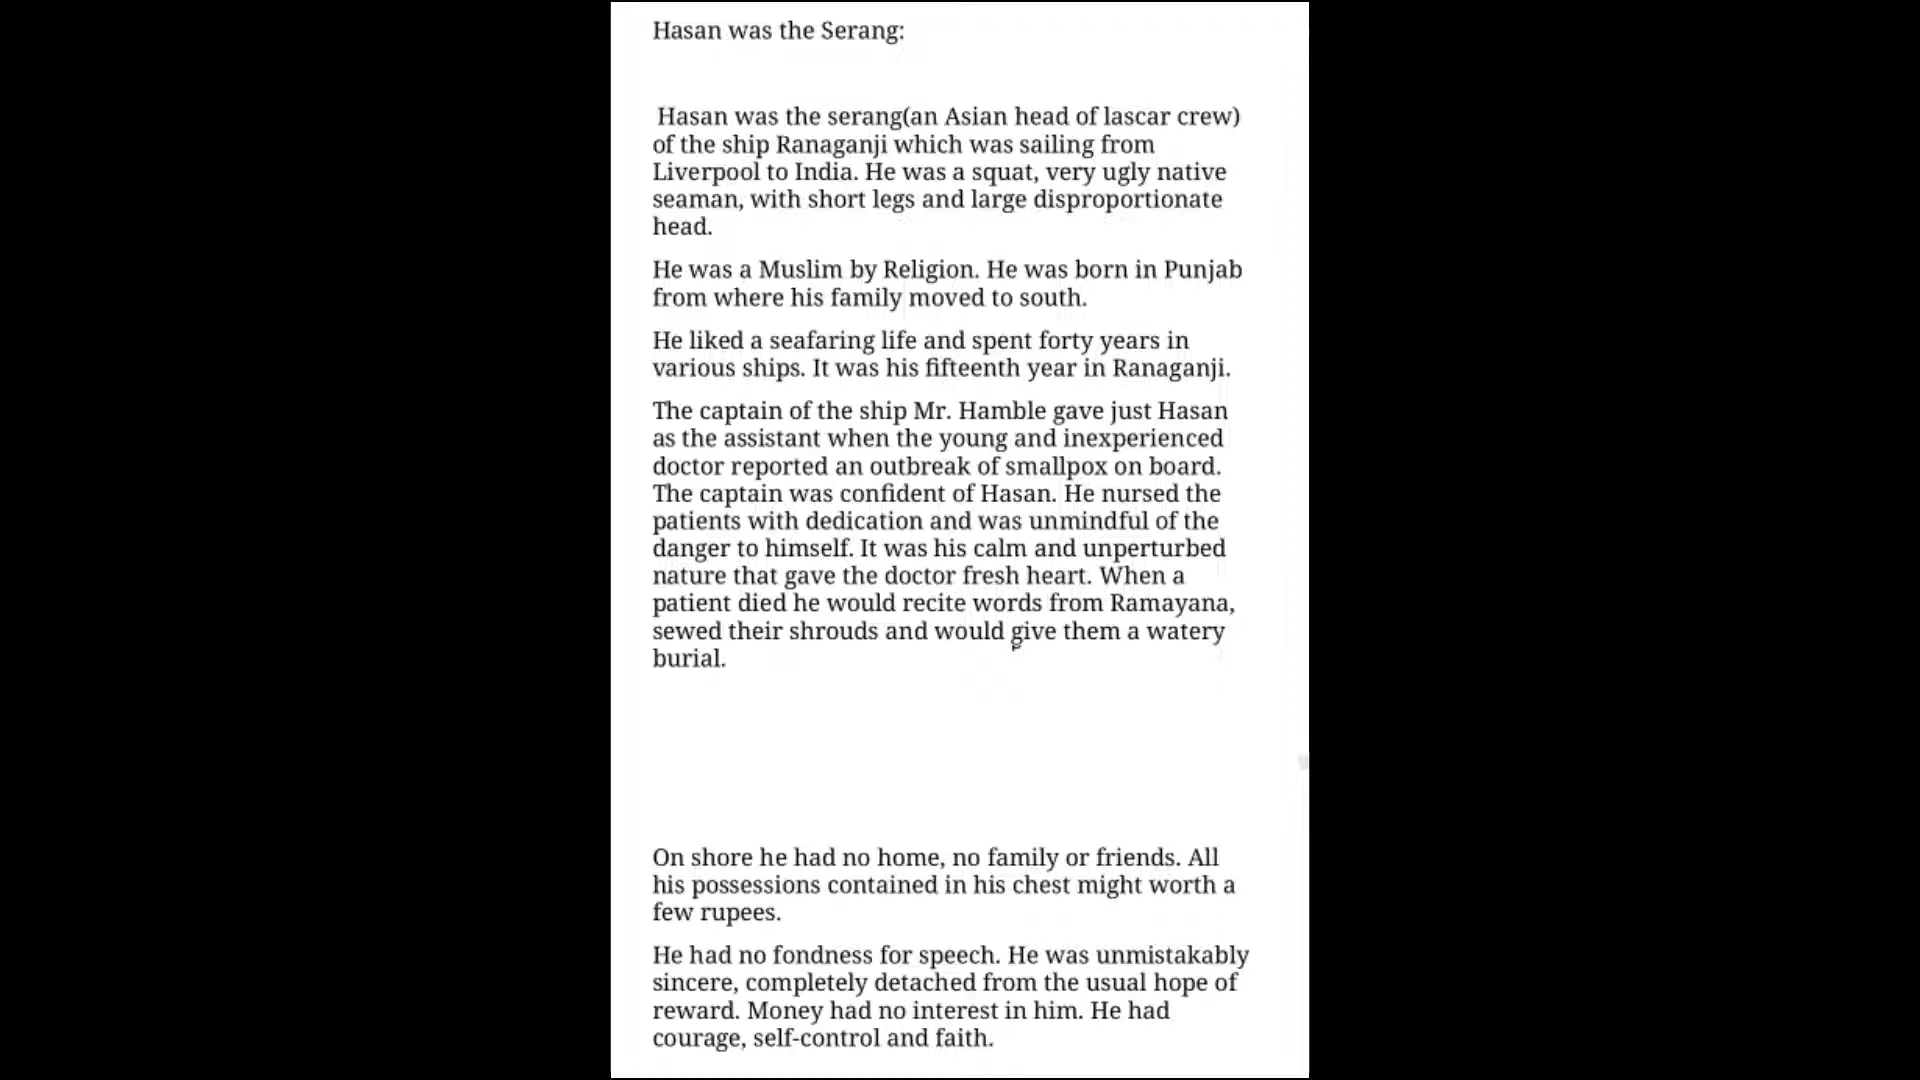 Hasan was the Serang:
Hasan was the serang(an Asian head of lascar crew)
of the ship Ranaganji which was sailing from
Liverpool to India. He was a squat, very ugly native
seaman, with short legs and large disproportionate
head.
He was a Muslim by Religion. He was born in Punjab
from where his family moved to south.
He liked a seafaring life and spent forty years in
various ships. It was his fifteenth year in Ranaganji.
The captain of the ship Mr. Hamble gave just Hasan
as the assistant when the young and inexperienced
doctor reported an outbreak of smallpox on board.
The captain was confident of Hasan. He nursed the
patients with dedication and was unmindful of the
danger to himself. It was his calm and unperturbed
nature that gave the doctor fresh heart. When a
patient died he would recite words from Ramayana,
sewed their shrouds and would give them a watery
burial.
On shore he had no home, no family or friends. All
his possessions contained in his chest might worth a
few rupees.
He had no fondness for speech. He was unmistakably
sincere, completely detached from the usual hope of
reward. Money had no interest in him. He had
courage, self-control and faith.